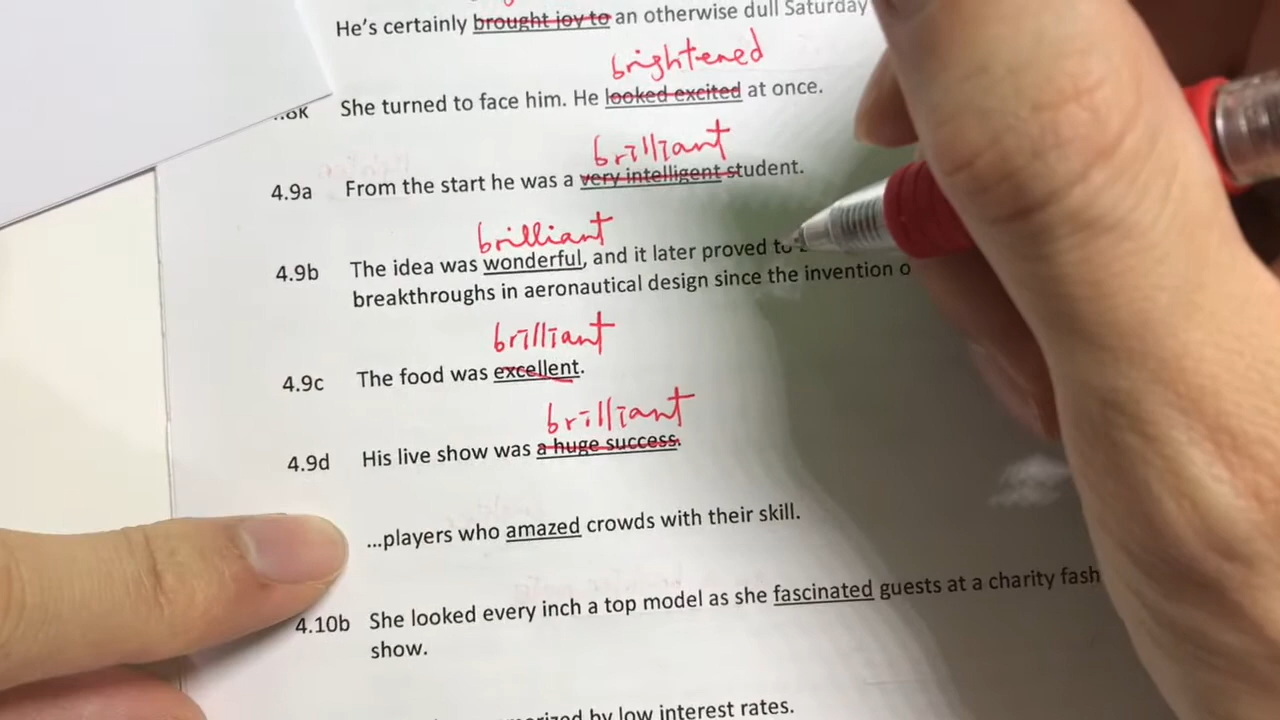 He's certainly brought joy to an otherwise dull Saturday
brightened
She turned to face him. He looked excited at once.
brilliant
4.9a From the start he was a very intelligent student.
brilliant
4.9b The idea was wonderful, and it later proved to
breakthroughs in aeronautical design since the invention
brilliant
4.9c The food was excellent.
brilliant
4.9d His live show was a huge success.
...players who amazed crowds with their skill.
4.10b She looked every inch a top model as she fascinated guests at a charity
show.
by low interest rates.